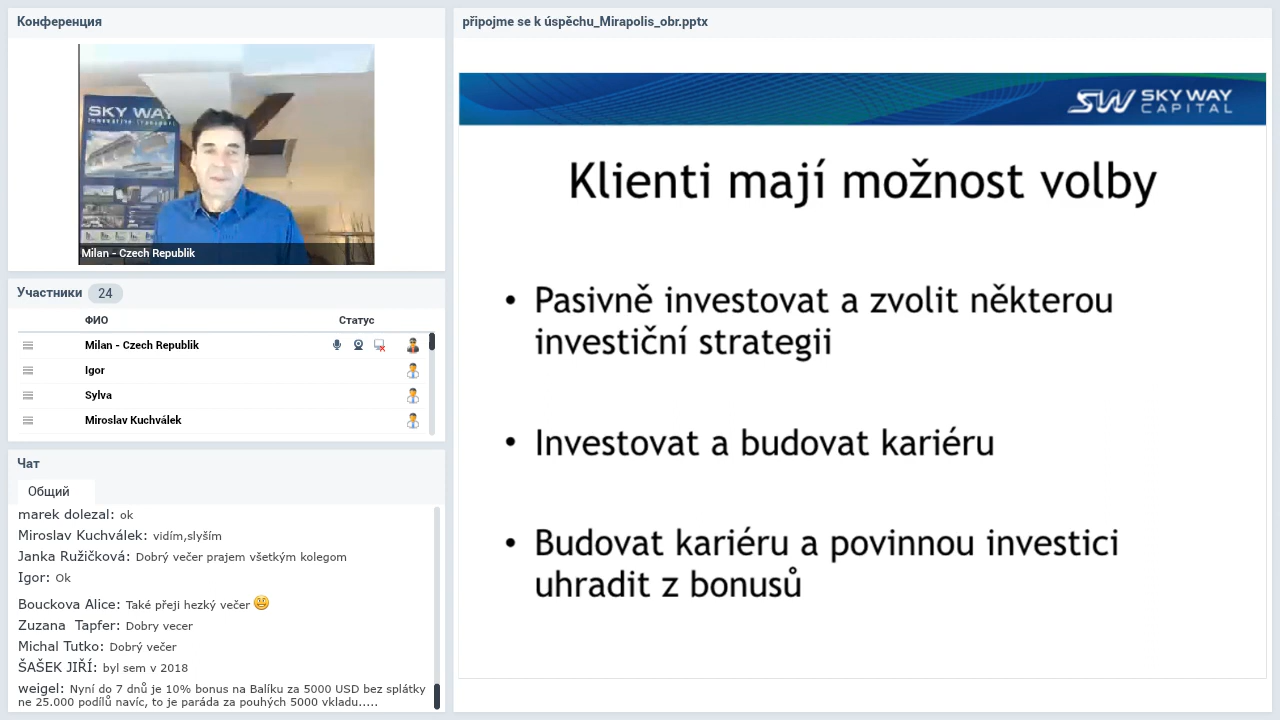 Конференция
SKY WAY
Milan - Czech Republik
Участники 24
ФИО Статус
Milan - Czech Republik
Igor
Sylva
Miroslav Kuchválek
Чат
Общий
marek dolezal: ok
Miroslav Kuchválek: vidím,slyším
Janka Ružičková: Dobrý večer prajem všetkým kolegom
Igor: Ok
Bouckova Alice: Také přeji hezký večer
Zuzana Tapfer: Dobry vecer
Michal Tutko: Dobrý večer
ŠAŠEK JIŘÍ: byl sem v 2018
weigel: Nyní do 7 dnů je 10% bonus na Balíku za 5000 USD bez splátky
ne 25.000 podílů navíc, to je paráda za pouhých 5000 vkladu.....
připojme se k úspěchu_Mirapolis_obr.pptx
SW SKY WAY
CAPITAL
Klienti mají možnost volby
• Pasivně investovat a zvolit některou
investiční strategii
• Investovat a budovat kariéru
• Budovat kariéru a povinnou investici
uhradit z bonusů